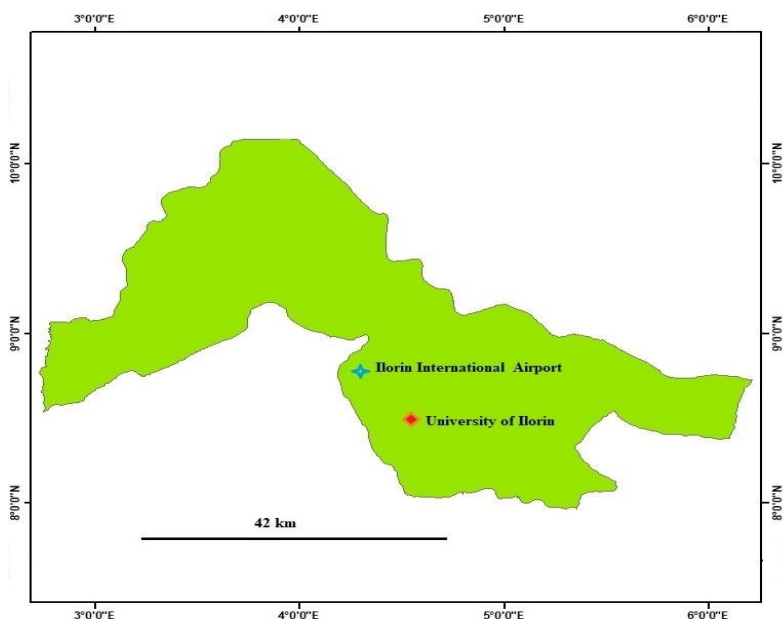 3°0'0"E 4°0'0"E 5°0'0"E 6°0'0"E
10°0'0"N 10°0'0"N
9°0'0"N 9°0'0"N
Ilorin International Airport
University of Ilorin
8°0'0"N 8°0'0"N
42 km
3°0'0"E 4°0'0"E 5°0'0"E 6°0'0"E